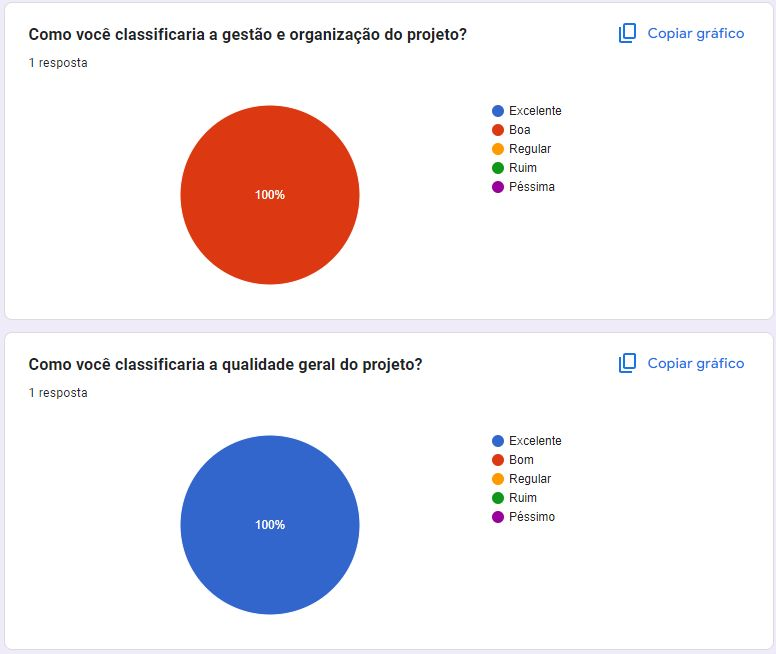 Como você classificaria a gestão e organização do projeto?
Copiar gráfico
1 resposta
100%
Excelente
Boa
Regular
Ruim
Péssima
Como você classificaria a qualidade geral do projeto?
Copiar gráfico
1 resposta
100%
Excelente
Bom
Regular
Ruim
Péssimo